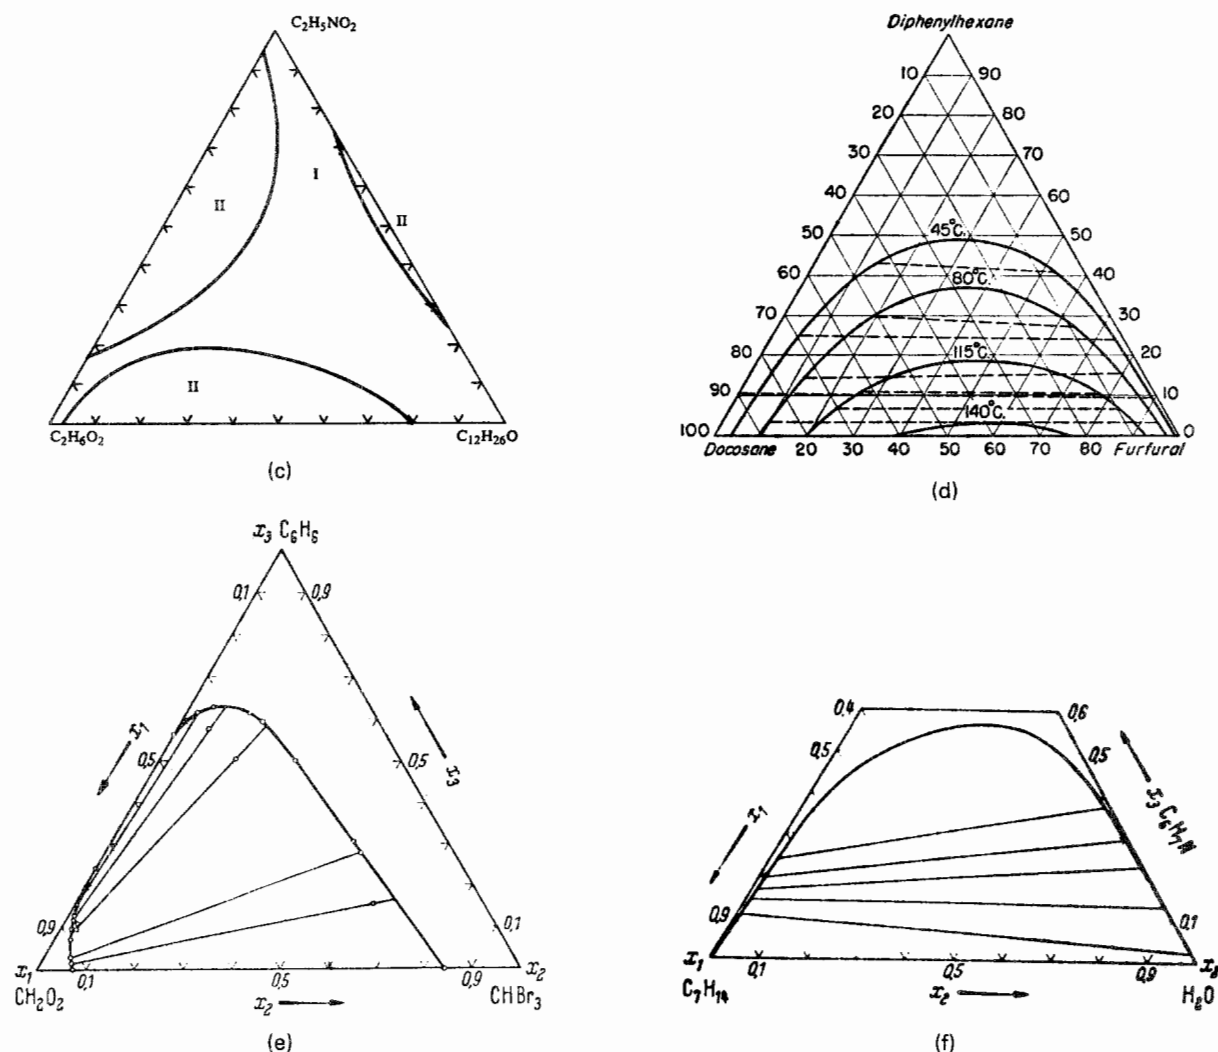 C₂H₅NO₂
I
II
II
II
C₂H₆O₂
C₁₂H₂₆O
(c)
Diphenylhexane
10 90
20 80
30 70
40 60
50 50
60 40
70 30
80 20
90 10
100 0
45°C.
80°C.
115°C.
140°C.
Docosane 20 30 40 50 60 70 80 Furfural
(d)
x₃ C₆H₆
0,1 0,9
x₁
0,5 0,5
x₃
0,9 0,1
x₁ 0,1 0,5 0,9 x₂
CH₂O₂ x₂ CHBr₃
(e)
0,4 0,6
0,5 0,5
x₁
x₃ C₆H₇N
0,9 0,1
x₁ 0,1 0,5 0,9
C₇H₁₄ x₂ H₂O
(f)